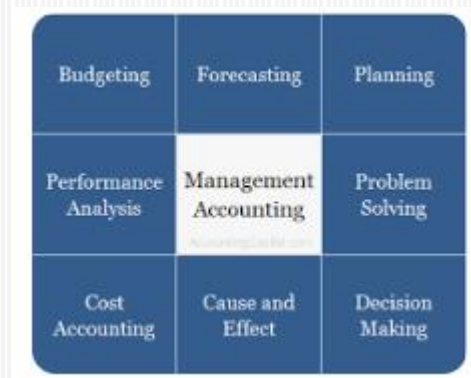 Budgeting
Forecasting
Planning
Performance
Analysis
Management
Accounting
Problem
Solving
Cost
Accounting
Cause and
Effect
Decision
Making